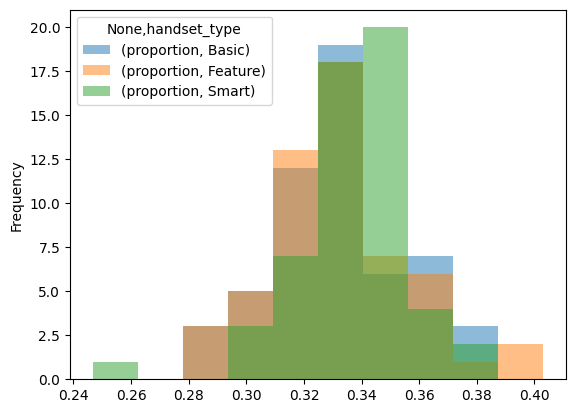 None,handset_type
(proportion, Basic)
(proportion, Feature)
(proportion, Smart)
Frequency
20.0
17.5
15.0
12.5
10.0
7.5
5.0
2.5
0.0
0.24 0.26 0.28 0.30 0.32 0.34 0.36 0.38 0.40